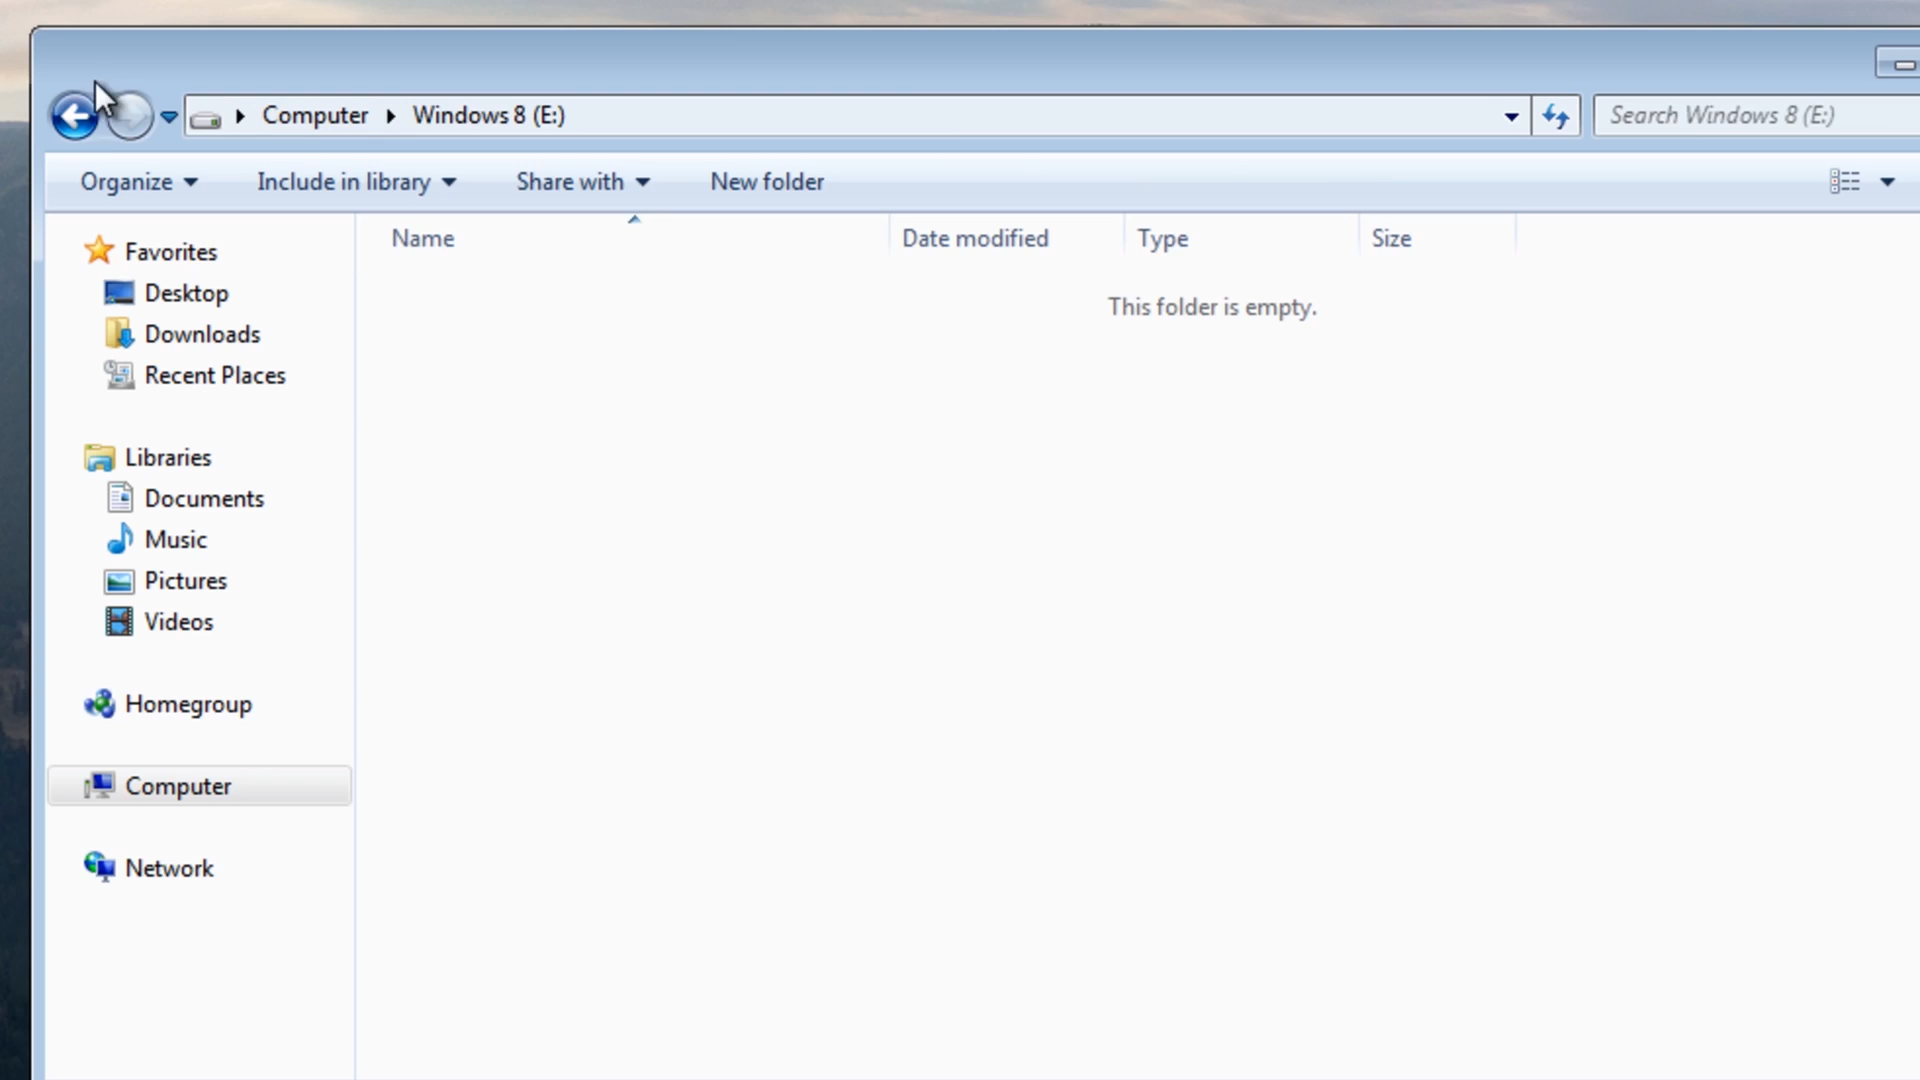 Computer Windows 8 (E:)
Search Windows 8 (E:)
Organize Include in library Share with New folder
Name Date modified Type Size
This folder is empty.
Favorites
Desktop
Downloads
Recent Places
Libraries
Documents
Music
Pictures
Videos
Homegroup
Computer
Network